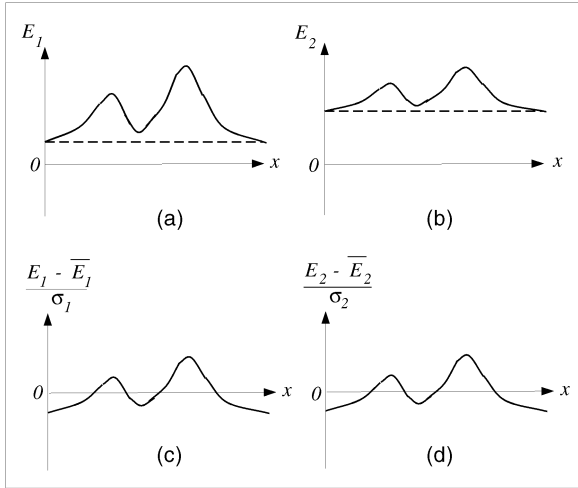 E₁
0
x
(a)
E₂
0
x
(b)
E₁ - E̅₁
σ₁
0
x
(c)
E₂ - E̅₂
σ₂
0
x
(d)